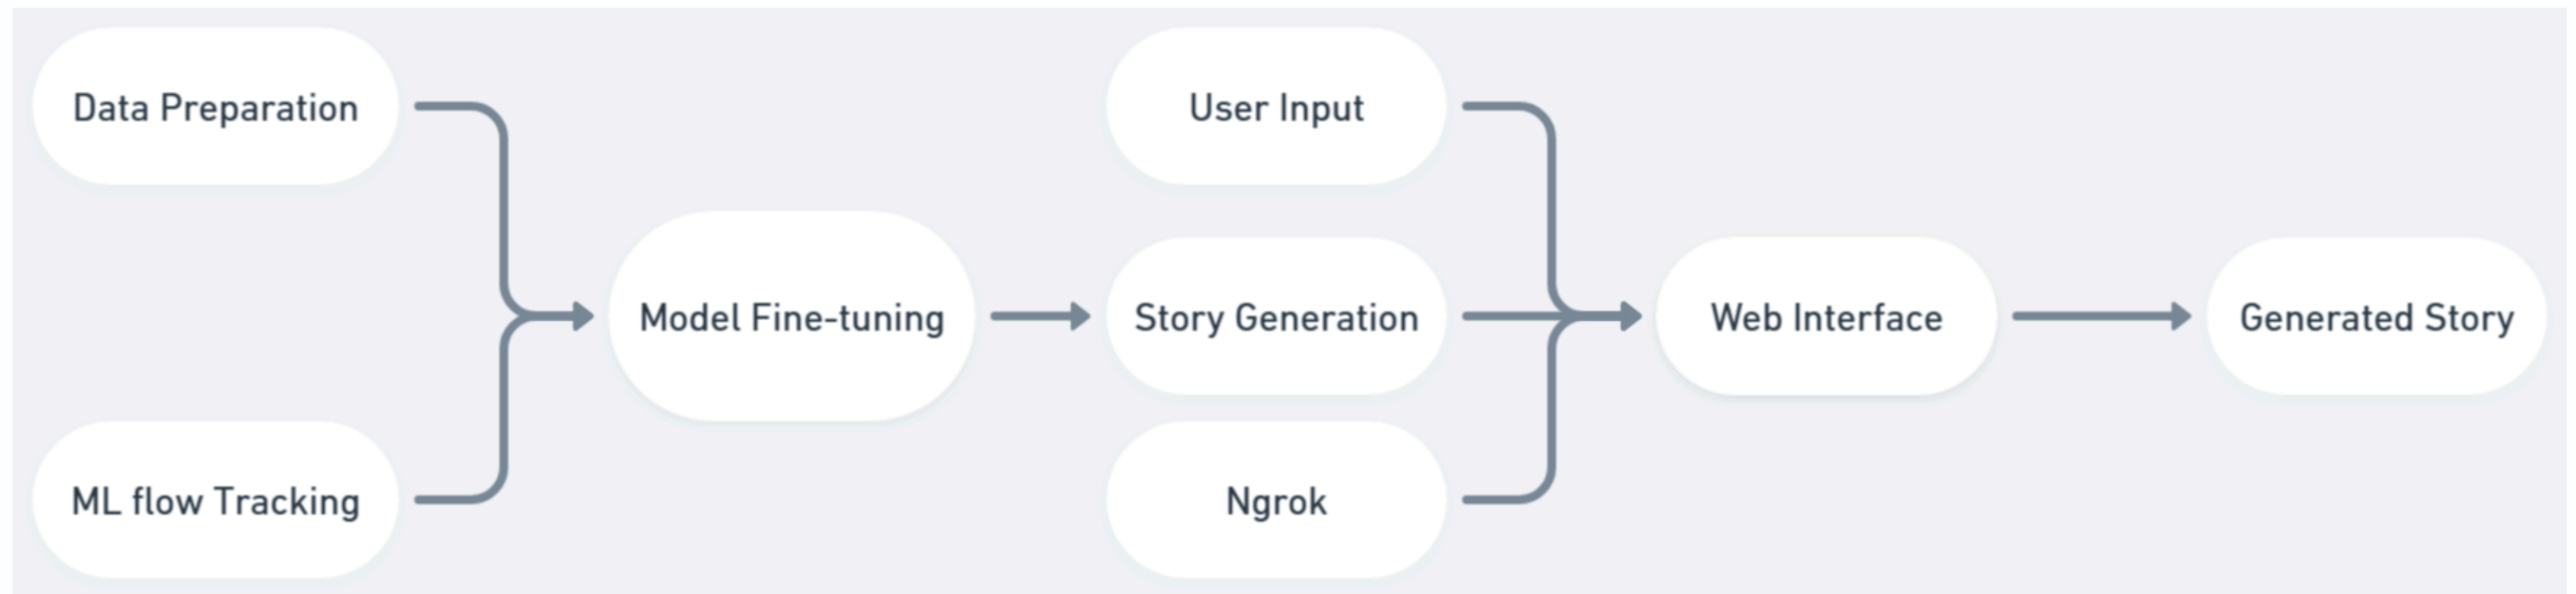 Data Preparation
ML flow Tracking
Model Fine-tuning
User Input
Story Generation
Ngrok
Web Interface
Generated Story